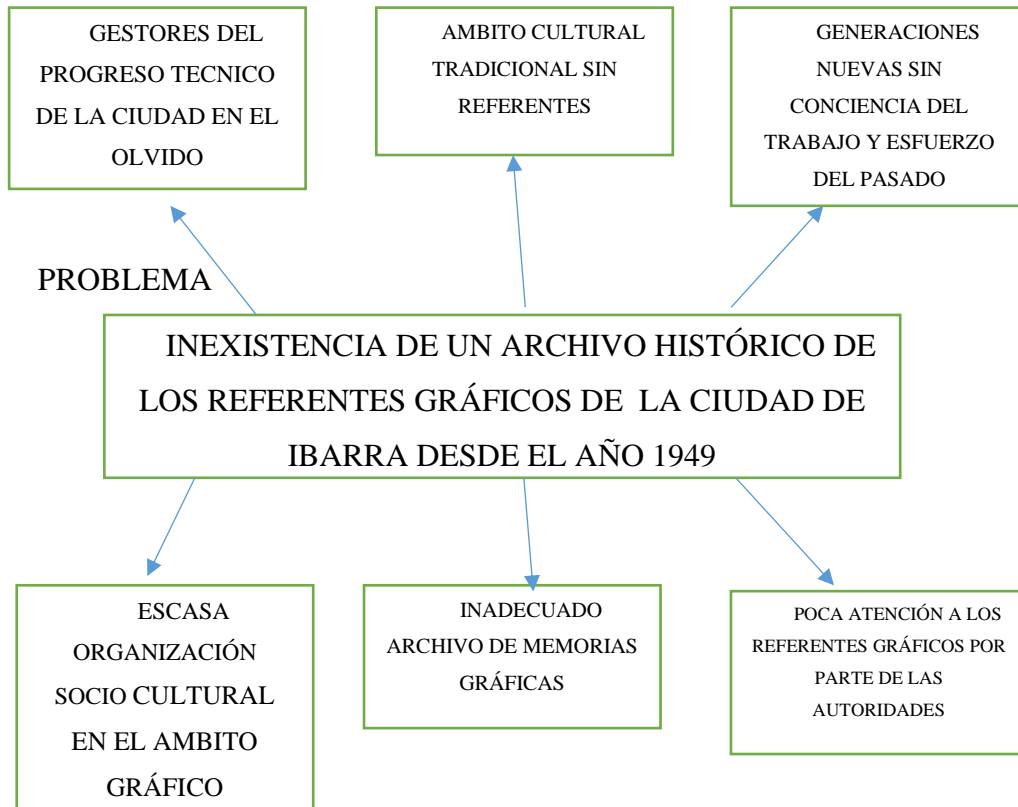 GESTORES DEL
PROGRESO TECNICO
DE LA CIUDAD EN EL
OLVIDO
AMBITO CULTURAL
TRADICIONAL SIN
REFERENTES
GENERACIONES
NUEVAS SIN
CONCIENCIA DEL
TRABAJO Y ESFUERZO
DEL PASADO
PROBLEMA
INEXISTENCIA DE UN ARCHIVO HISTÓRICO DE
LOS REFERENTES GRÁFICOS DE LA CIUDAD DE
IBARRA DESDE EL AÑO 1949
ESCASA
ORGANIZACIÓN
SOCIO CULTURAL
EN EL AMBITO
GRÁFICO
INADECUADO
ARCHIVO DE MEMORIAS
GRÁFICAS
POCA ATENCIÓN A LOS
REFERENTES GRÁFICOS POR
PARTE DE LAS
AUTORIDADES